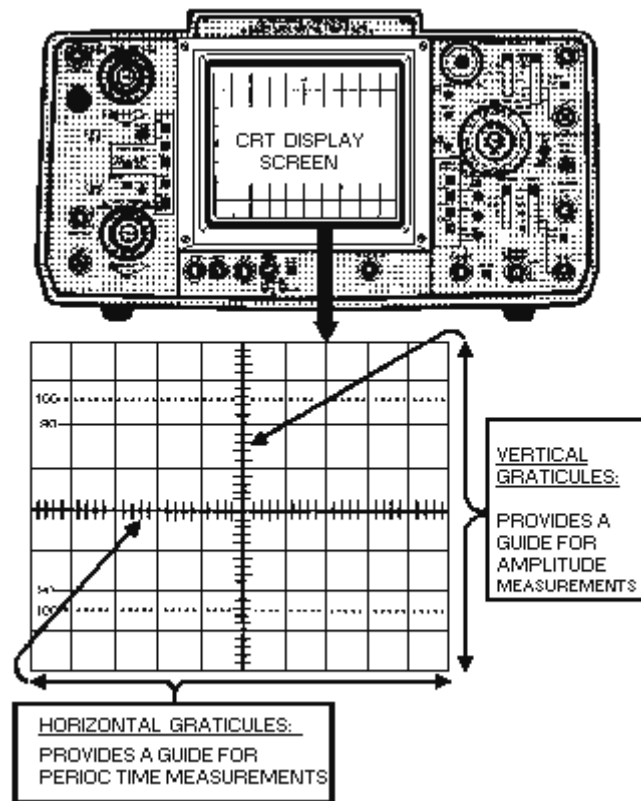 CRT DISPLAY
SCREEN
100
90
90
100
VERTICAL
GRATICULES:
PROVIDES A
GUIDE FOR
AMPLITUDE
MEASUREMENTS
HORIZONTAL GRATICULES:
PROVIDES A GUIDE FOR
PERIOC TIME MEASUREMENTS